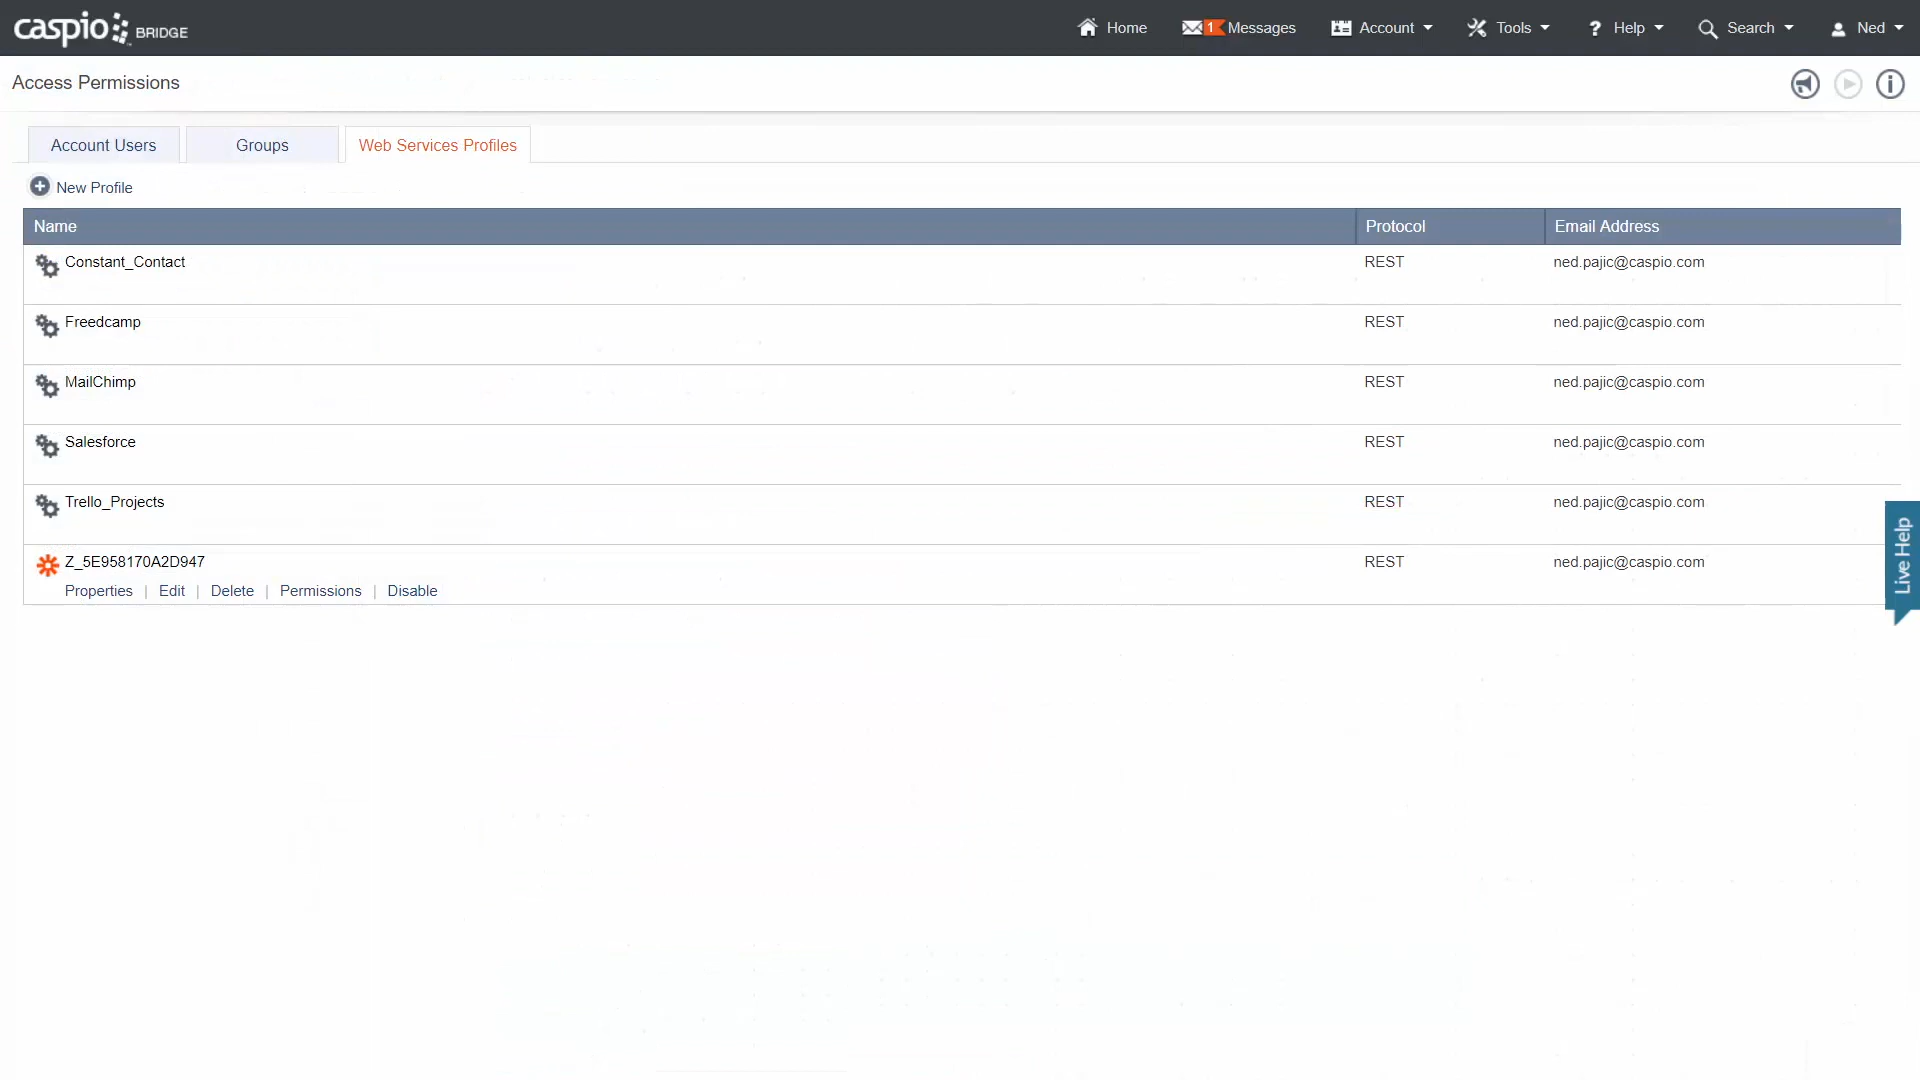 caspio BRIDGE Home 1 Messages Account Tools ? Help Search Ned
Access Permissions
Account Users Groups Web Services Profiles
New Profile
Name Protocol Email Address
Constant_Contact REST ned.pajic@caspio.com
Freedcamp REST ned.pajic@caspio.com
MailChimp REST ned.pajic@caspio.com
Salesforce REST ned.pajic@caspio.com
Trello_Projects REST ned.pajic@caspio.com
Z_5E958170A2D947 REST ned.pajic@caspio.com
Properties | Edit | Delete | Permissions | Disable
Live Help